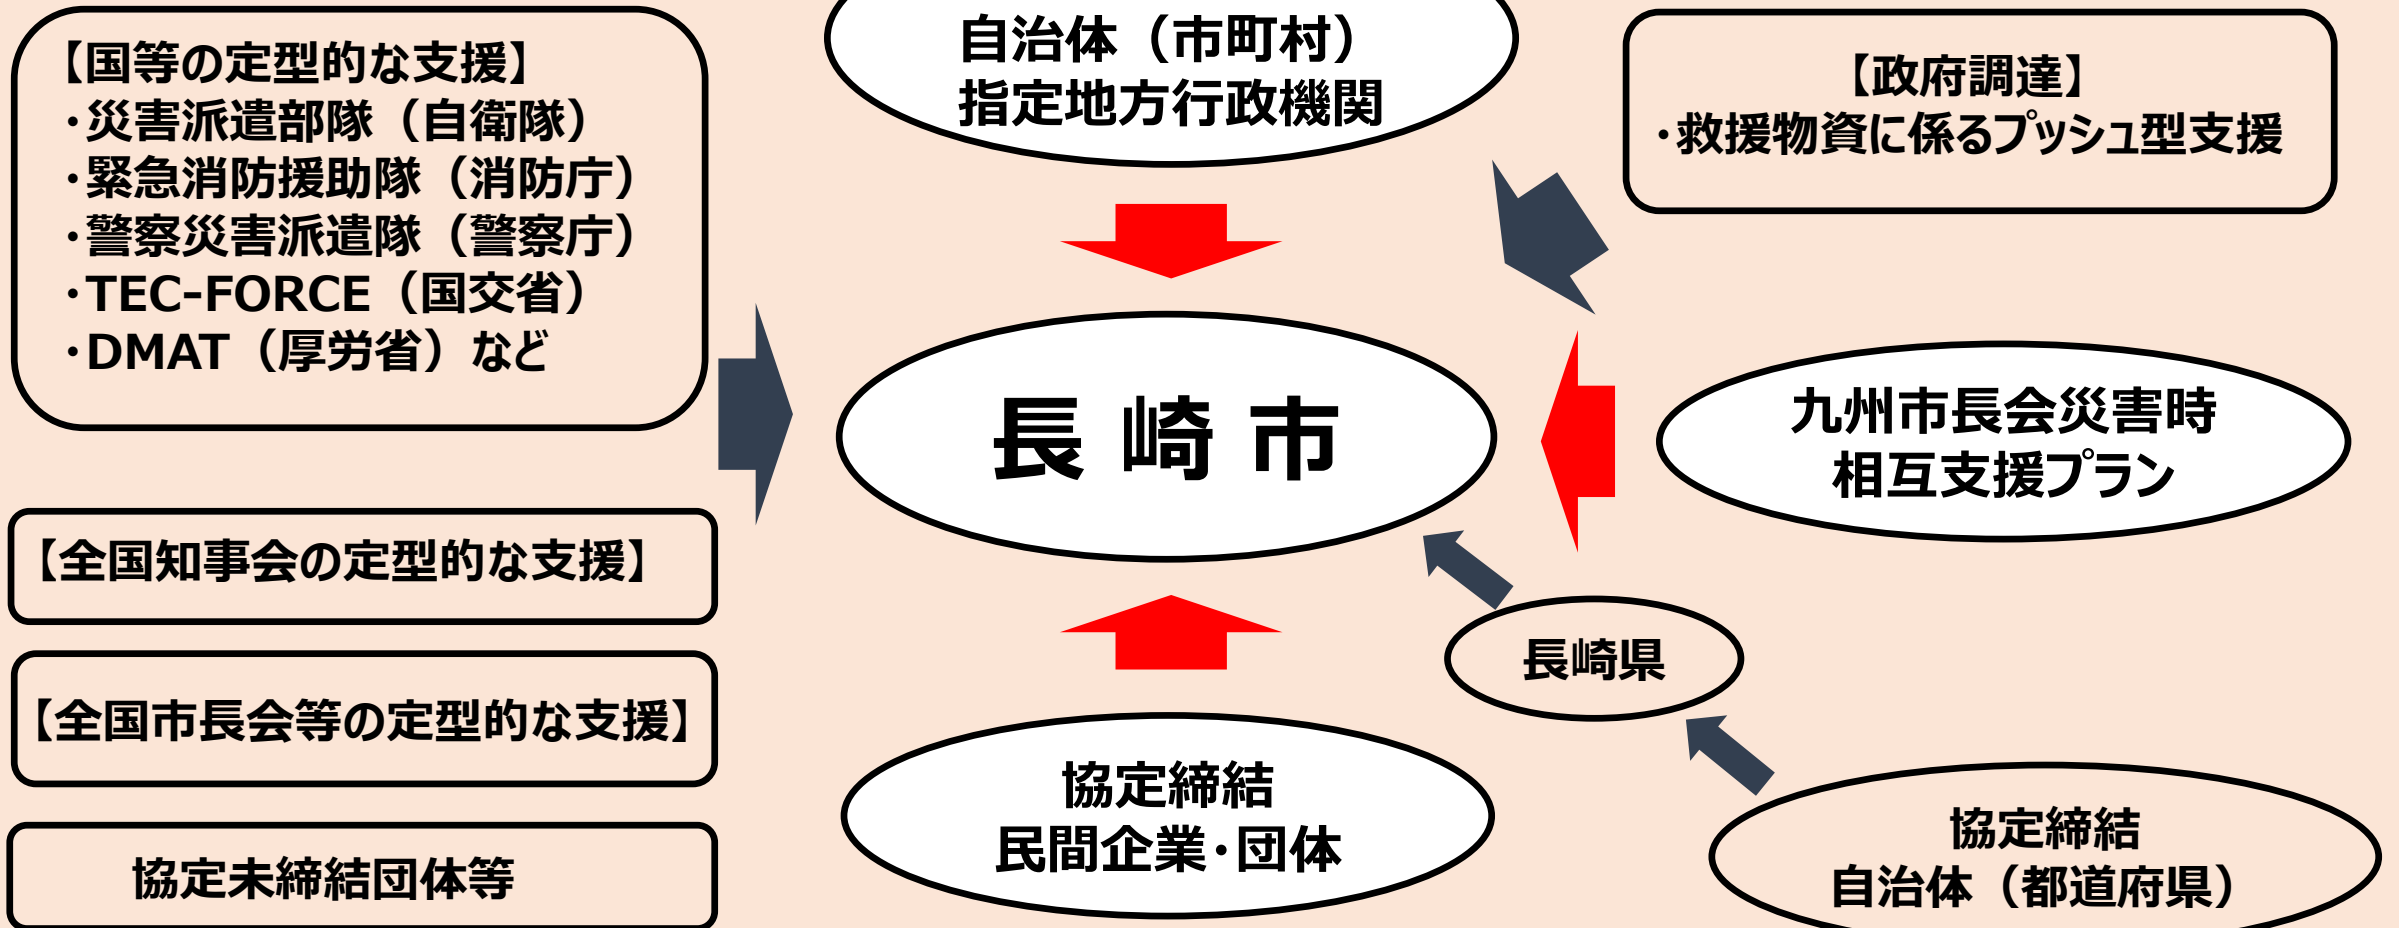 【国等の定型的な支援】
・災害派遣部隊（自衛隊）
・緊急消防援助隊（消防庁）
・警察災害派遣隊（警察庁）
・TEC-FORCE（国交省）
・DMAT（厚労省）など
【全国知事会の定型的な支援】
【全国市長会等の定型的な支援】
協定未締結団体等
自治体（市町村）
指定地方行政機関
長崎市
協定締結
民間企業・団体
【政府調達】
・救援物資に係るプッシュ型支援
九州市長会災害時
相互支援プラン
長崎県
協定締結
自治体（都道府県）